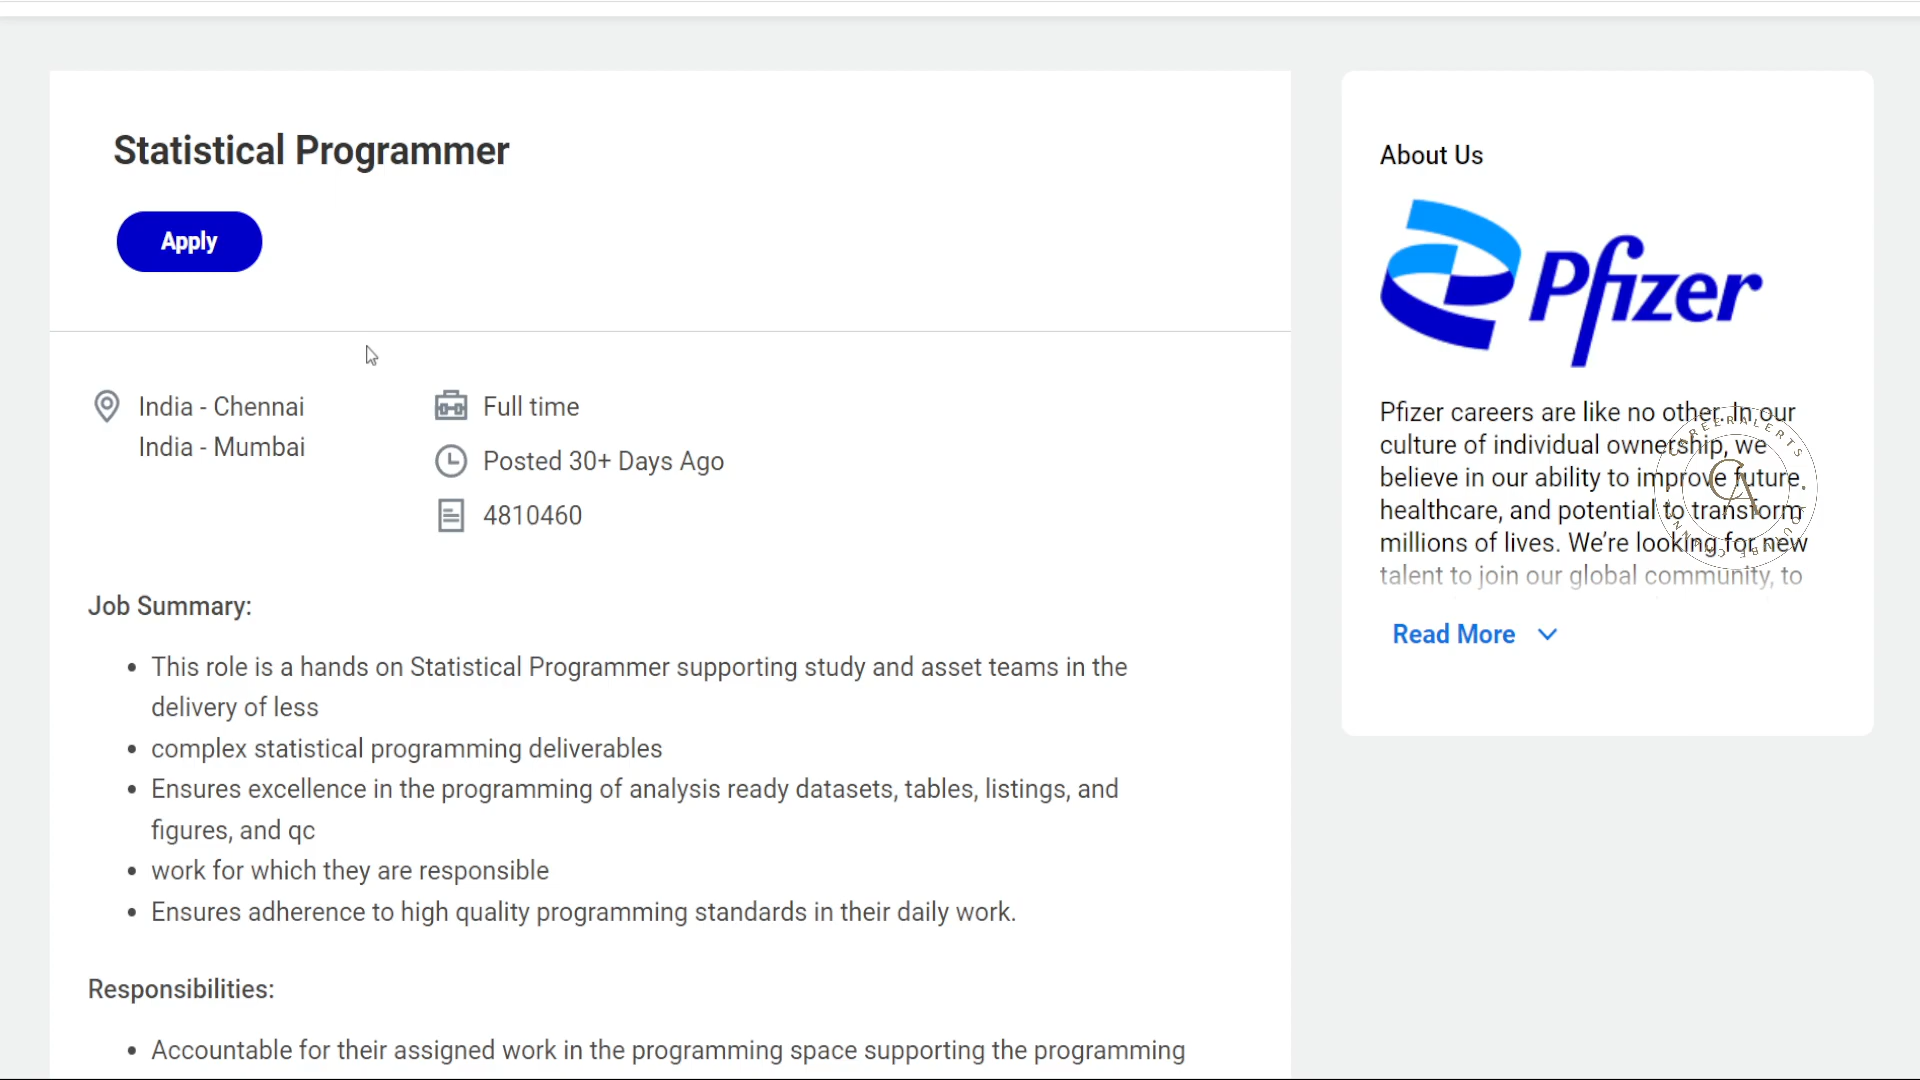 Statistical Programmer
Apply
India - Chennai
India - Mumbai
Full time
Posted 30+ Days Ago
4810460
Job Summary:
• This role is a hands on Statistical Programmer supporting study and asset teams in the
delivery of less
• complex statistical programming deliverables
• Ensures excellence in the programming of analysis ready datasets, tables, listings, and
figures, and qc
• work for which they are responsible
• Ensures adherence to high quality programming standards in their daily work.
Responsibilities:
• Accountable for their assigned work in the programming space supporting the programming
About Us
Pfizer
Pfizer careers are like no other. In our
culture of individual ownership, we
believe in our ability to improve future
healthcare, and potential to transform
millions of lives. We’re looking for new
talent to join our global community, to
Read More
CAREERALERTS
CA